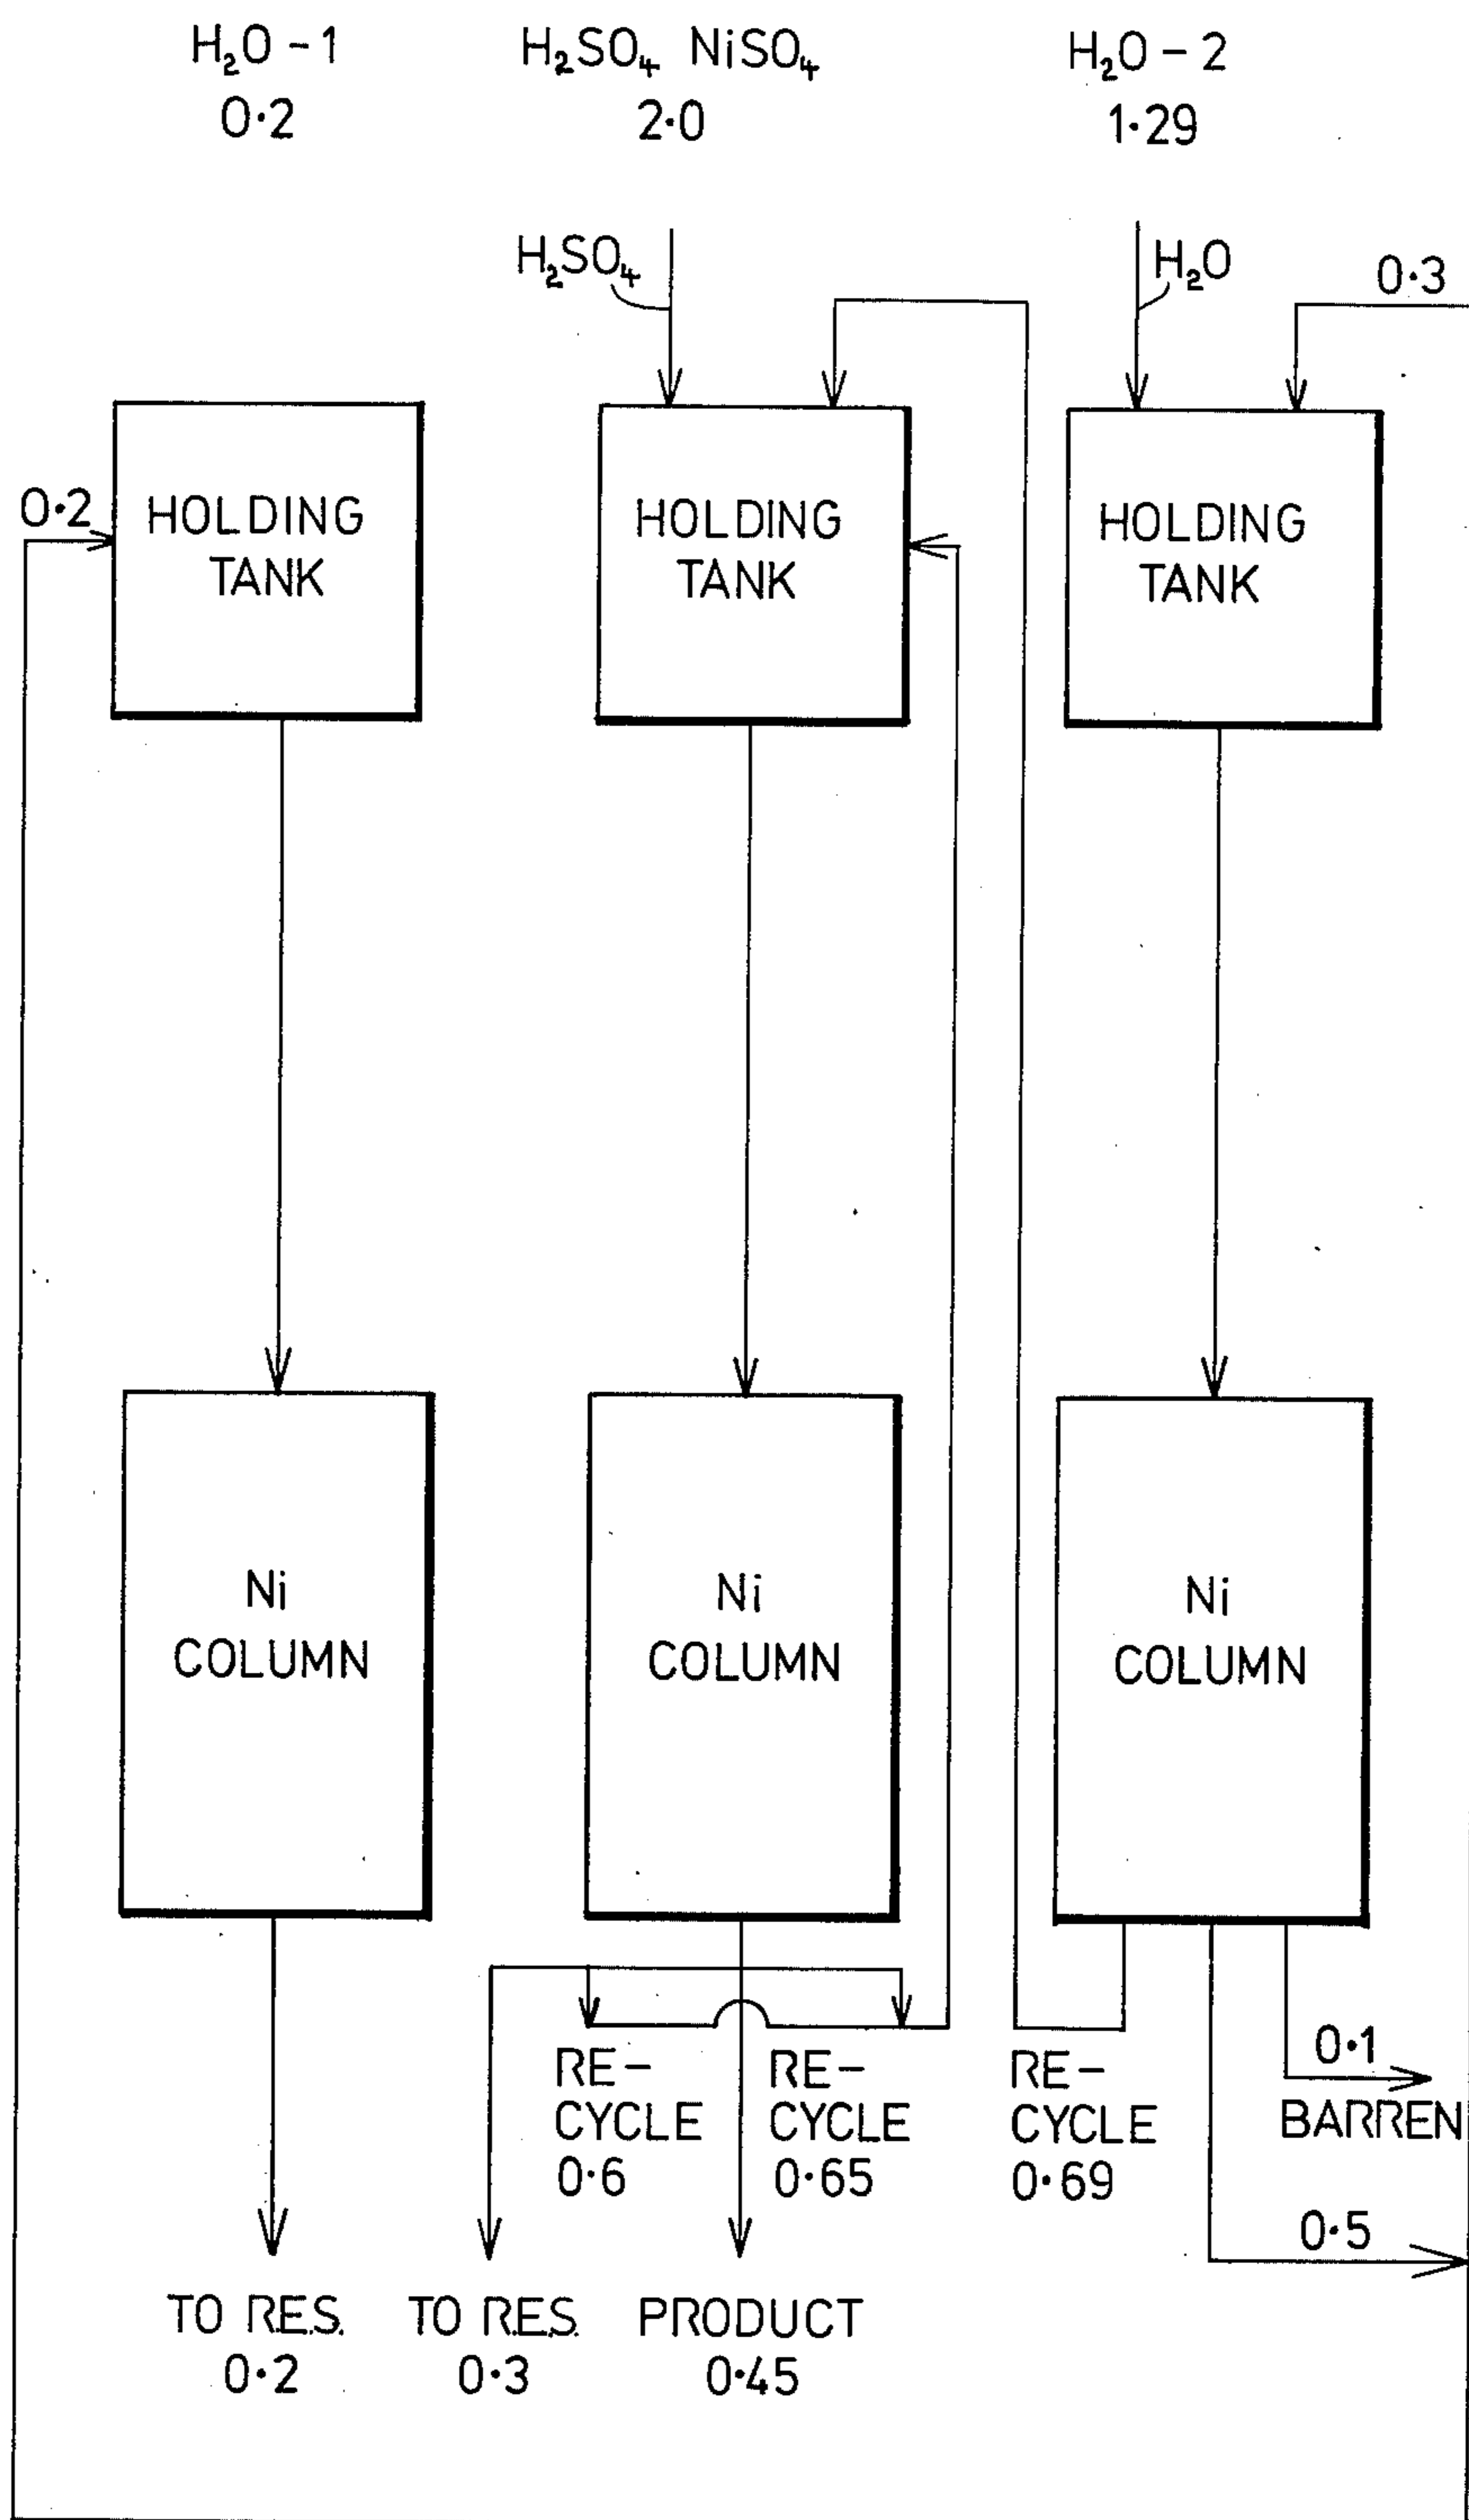 H₂O - 1
0·2
H₂SO₄ NiSO₄
2·0
H₂O - 2
1·29
H₂SO₄
H₂O
0·3
0·2
HOLDING
TANK
HOLDING
TANK
HOLDING
TANK
Ni
COLUMN
Ni
COLUMN
Ni
COLUMN
RE-
CYCLE
0·6
RE-
CYCLE
0·65
RE-
CYCLE
0·69
0·1
BARREN
0·5
TO R.E.S.
0·2
TO R.E.S.
0·3
PRODUCT
0·45